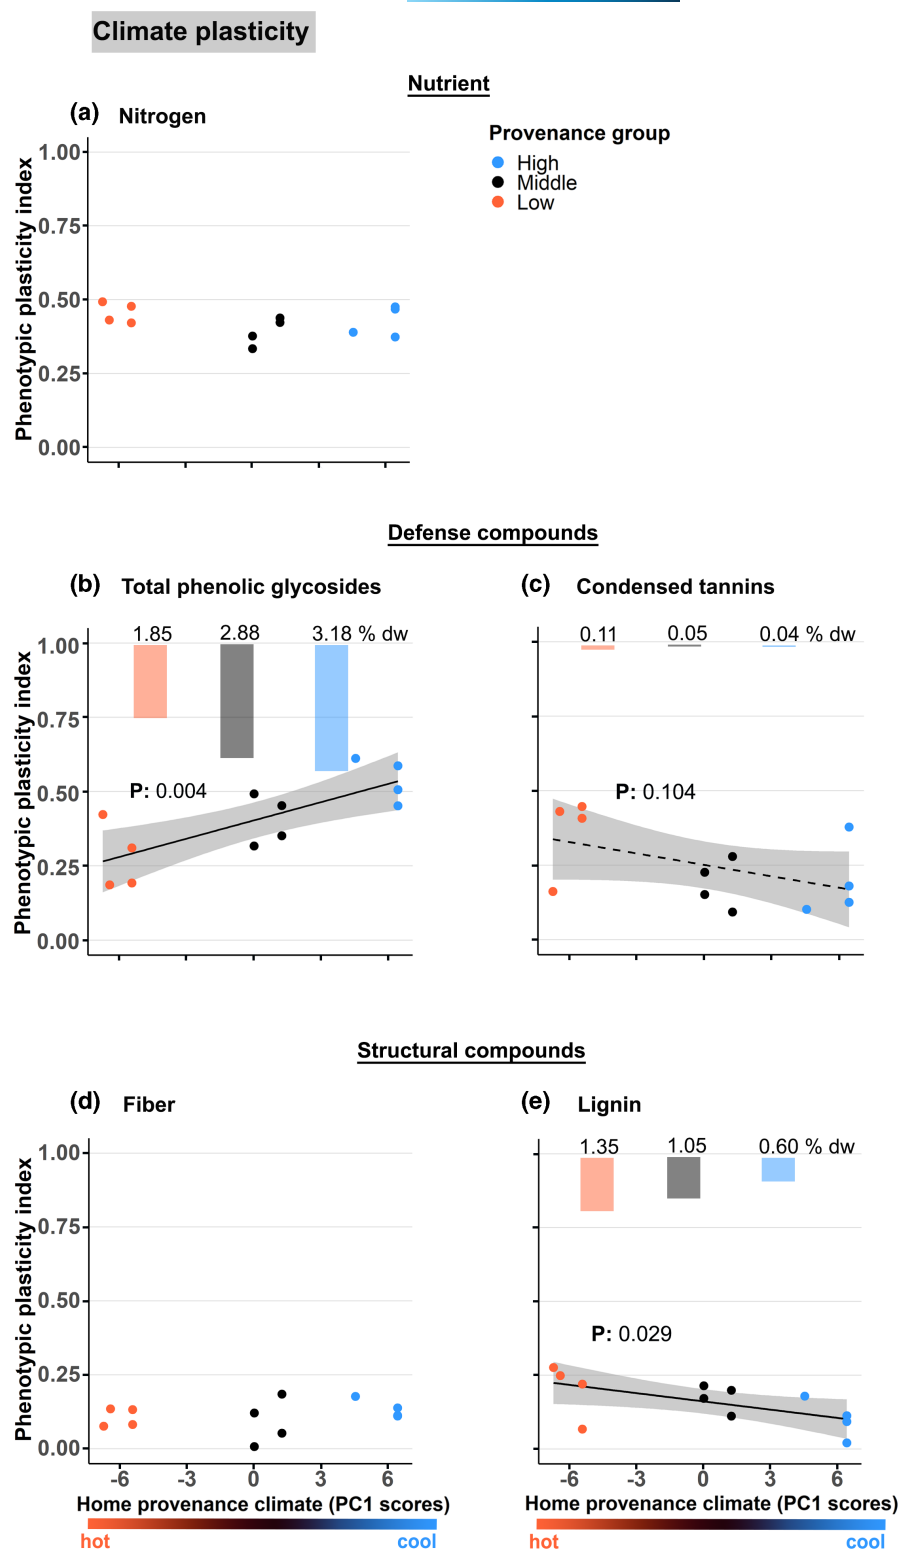 Climate plasticity
Nutrient
(a) Nitrogen
Provenance group
High
Middle
Low
Phenotypic plasticity index
1.00
0.75
0.50
0.25
0.00
Defense compounds
(b) Total phenolic glycosides
(c) Condensed tannins
Phenotypic plasticity index
1.00
0.75
0.50
0.25
0.00
1.85 2.88 3.18 % dw
P: 0.004
0.11 0.05 0.04 % dw
P: 0.104
Structural compounds
(d) Fiber
(e) Lignin
Phenotypic plasticity index
1.00
0.75
0.50
0.25
0.00
-6 -3 0 3 6
Home provenance climate (PC1 scores)
hot cool
1.35 1.05 0.60 % dw
P: 0.029
-6 -3 0 3 6
Home provenance climate (PC1 scores)
hot cool